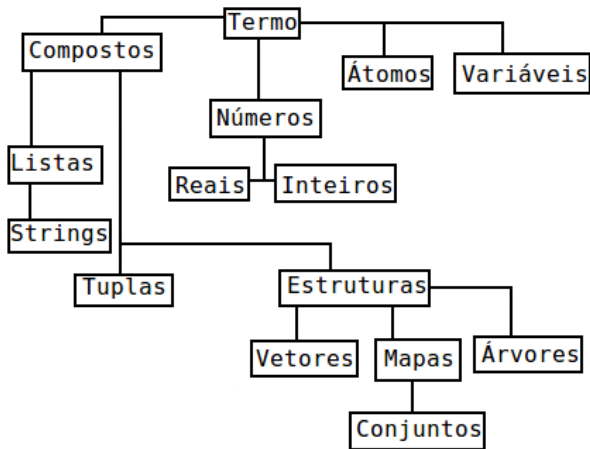 Termo
Compostos
Átomos
Variáveis
Números
Listas
Reais
Inteiros
Strings
Tuplas
Estruturas
Vetores
Mapas
Árvores
Conjuntos